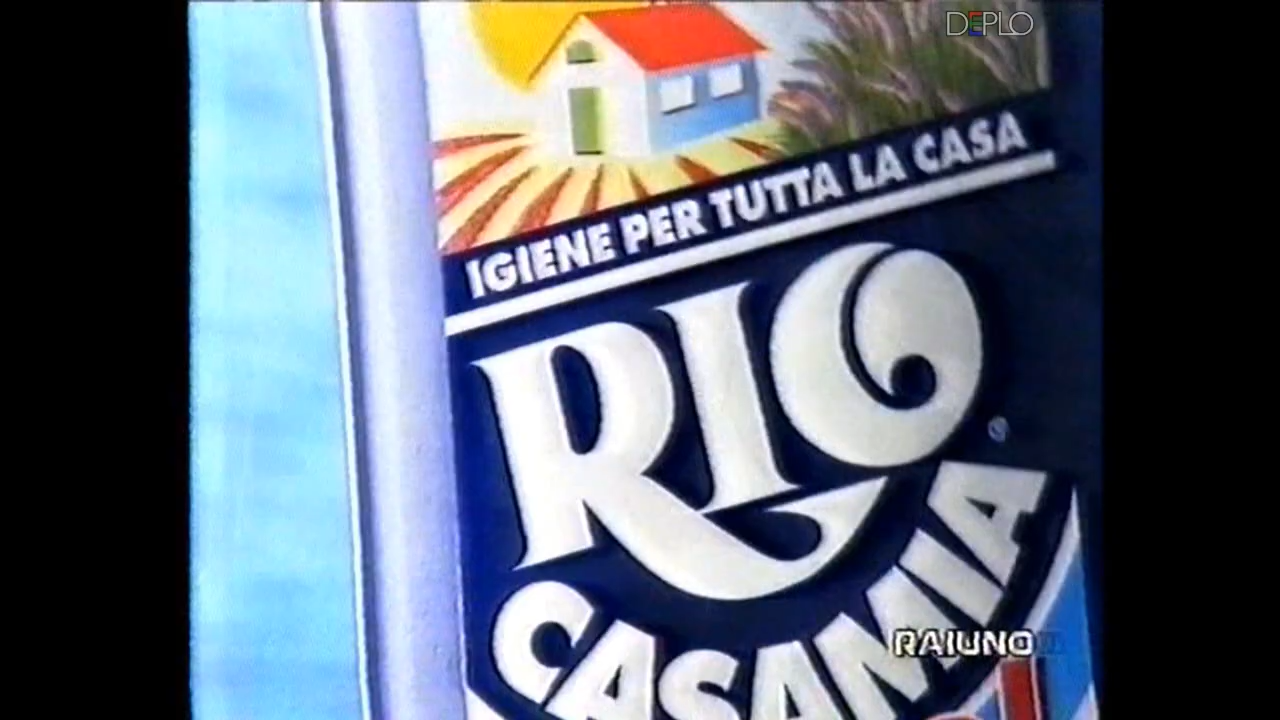 DEPLO
IGIENE PER TUTTA LA CASA
RIO
®
CASAMIA
RAIUNO